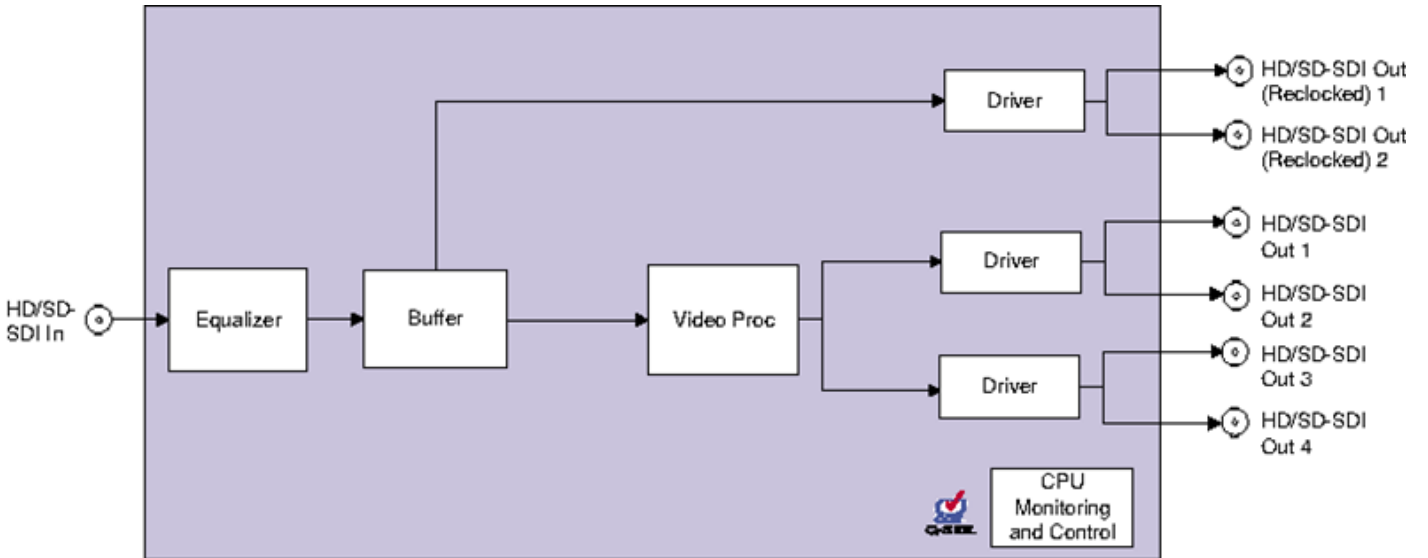 HD/SD-SDI Out
(Reclocked) 1
Driver
HD/SD-SDI Out
(Reclocked) 2
HD/SD-SDI
Out 1
Driver
HD/SD-
SDI In
Equalizer
Buffer
Video Proc
HD/SD-SDI
Out 2
HD/SD-SDI
Out 3
Driver
HD/SD-SDI
Out 4
CPU
Monitoring
and Control